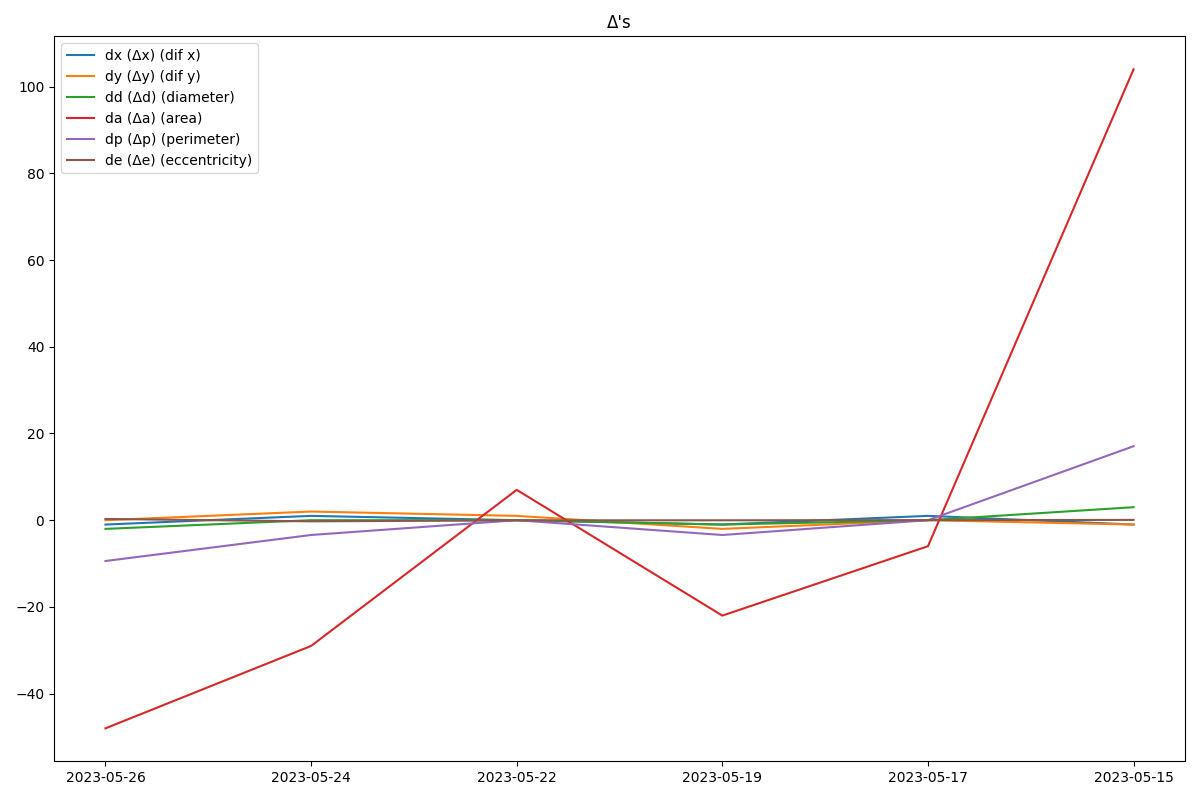 Δ's
dx (Δx) (dif x)
dy (Δy) (dif y)
dd (Δd) (diameter)
da (Δa) (area)
dp (Δp) (perimeter)
de (Δe) (eccentricity)
100
80
60
40
20
0
−20
−40
2023-05-26 2023-05-24 2023-05-22 2023-05-19 2023-05-17 2023-05-15